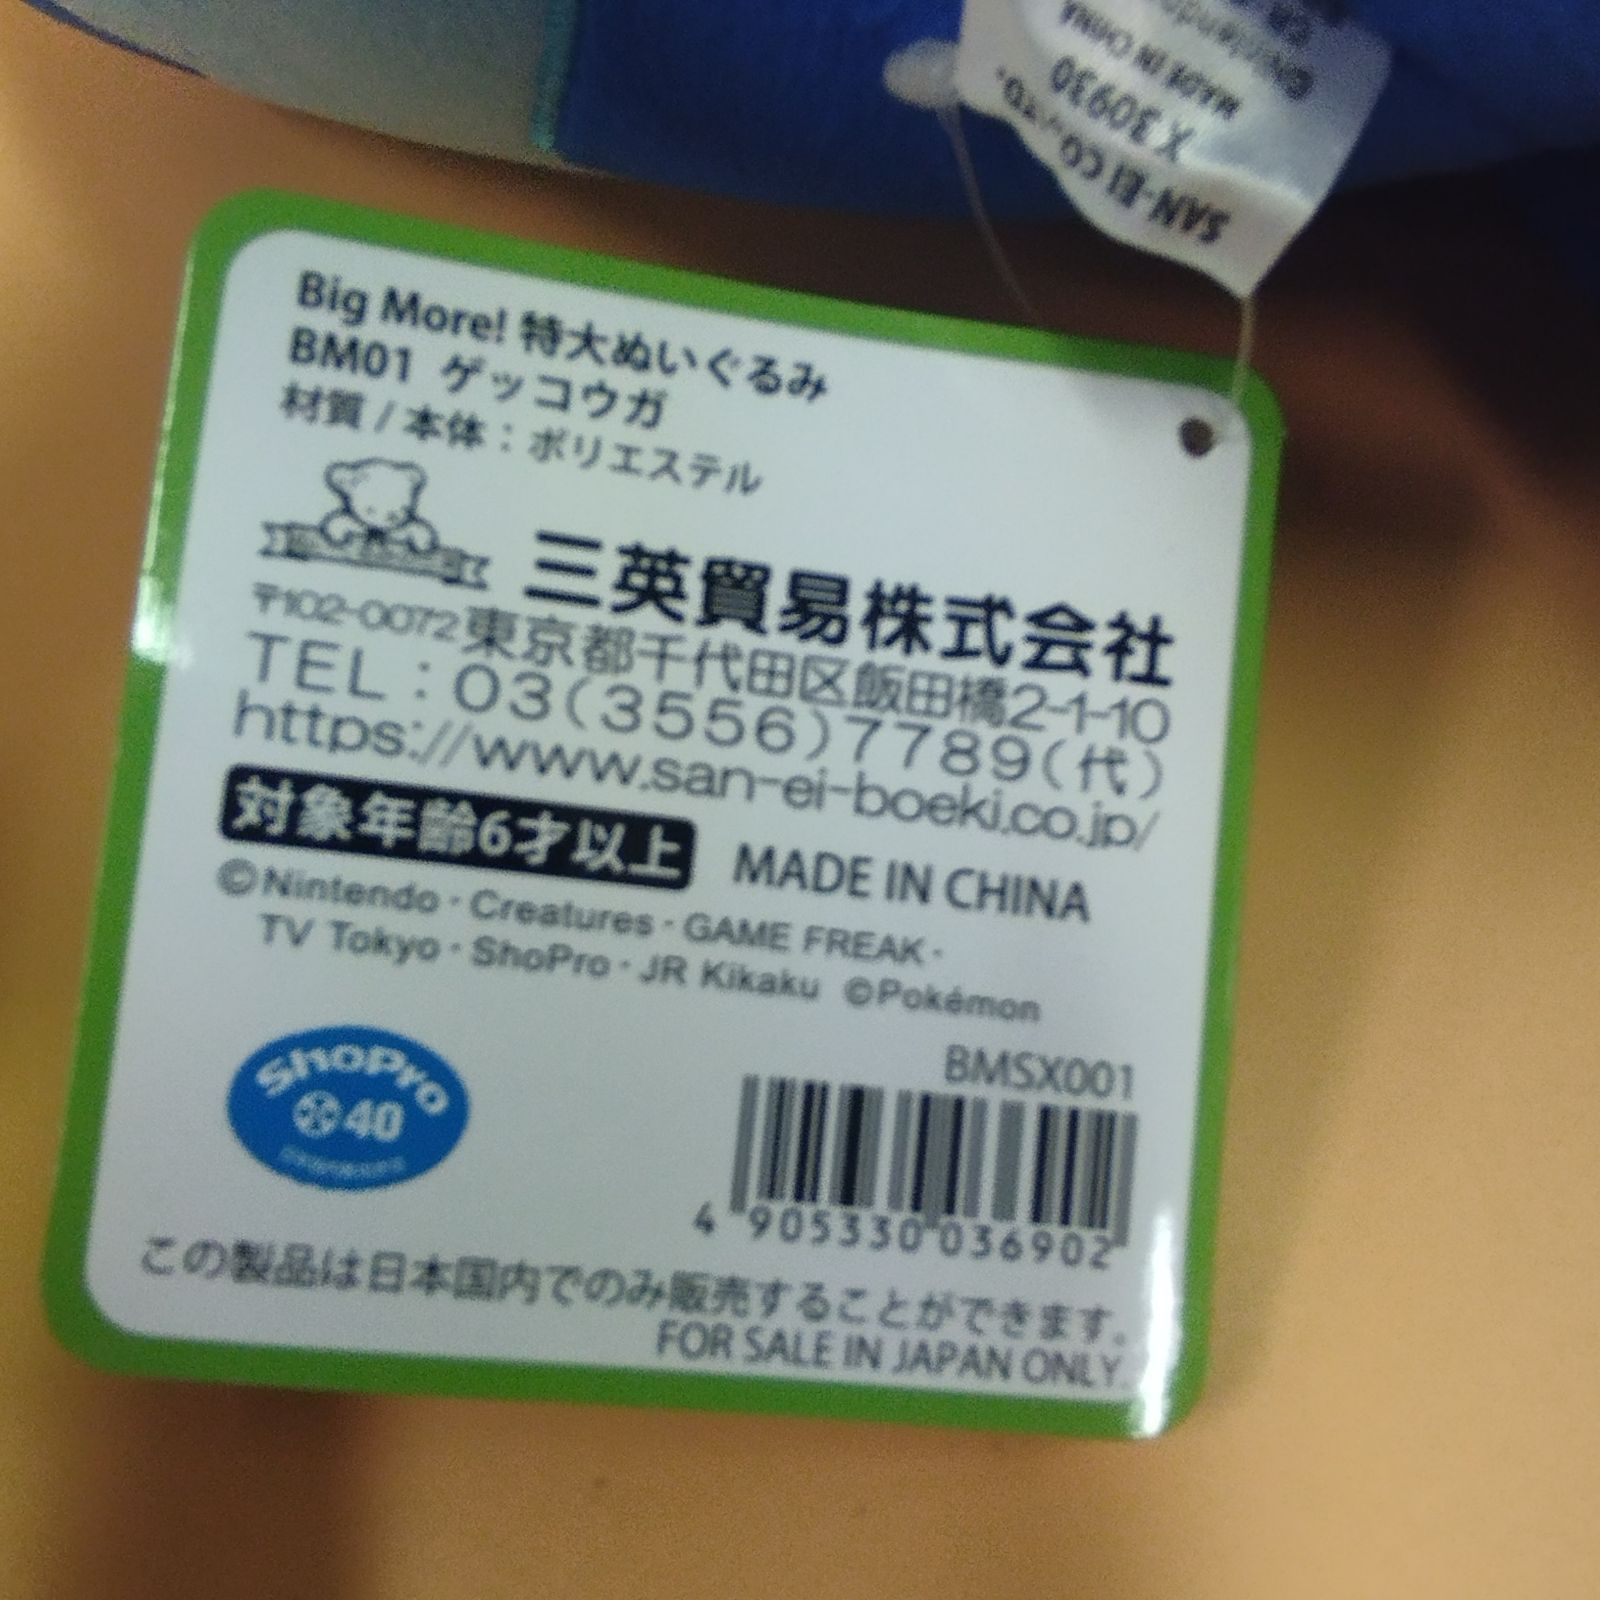 Big More! 特大ぬいぐるみ
BM01 ゲッコウガ
材質 / 本体：ポリエステル
三英貿易株式会社
〒102-0072 東京都千代田区飯田橋2-1-10
TEL：03(3556)7789(代)
https://www.san-ei-boeki.co.jp/
対象年齢6才以上 MADE IN CHINA
©Nintendo・Creatures・GAME FREAK・
TV Tokyo・ShoPro・JR Kikaku ©Pokémon
ShoPro
40
BMSX001
4 905330 036902
この製品は日本国内でのみ販売することができます。
FOR SALE IN JAPAN ONLY.
SAN-EI CO., LTD.
X 30930
MADE IN CHINA
©Nintendo